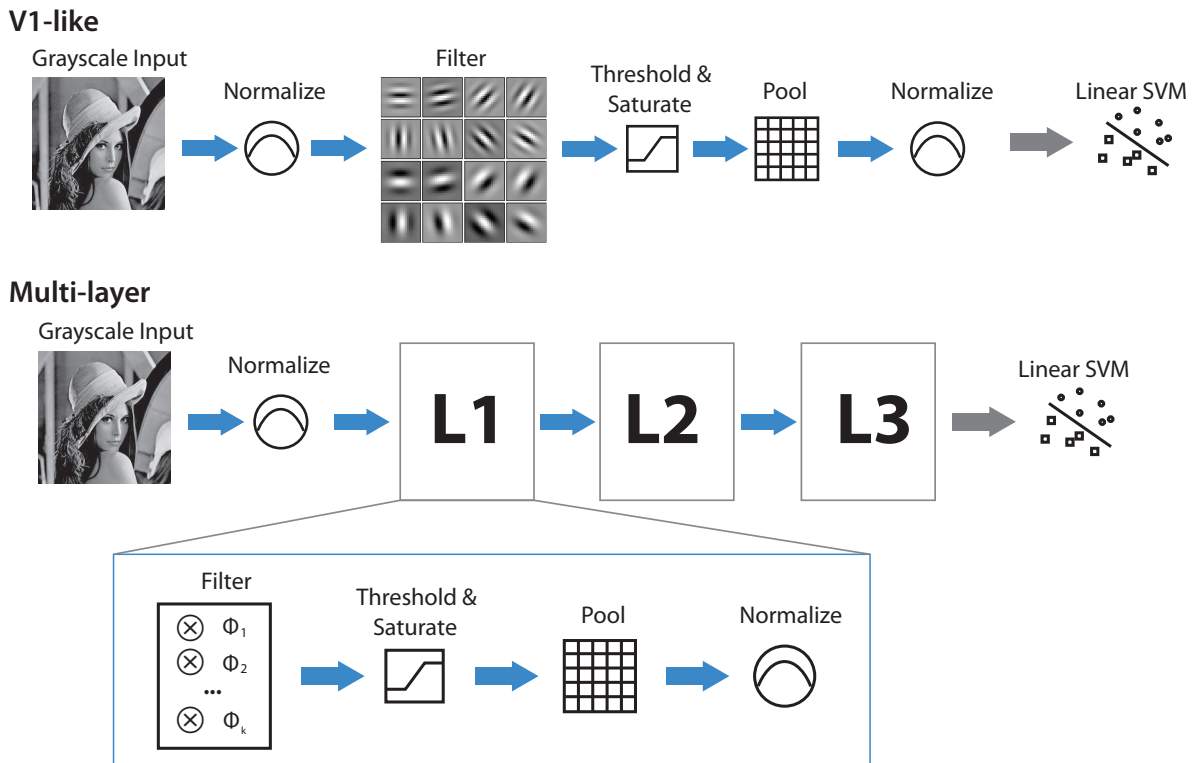 V1-like
Grayscale Input
Normalize
Filter
Threshold &
Saturate
Pool
Normalize
Linear SVM
Multi-layer
Grayscale Input
Normalize
L1
L2
L3
Linear SVM
Filter
⊗ Φ1
⊗ Φ2
...
⊗ Φk
Threshold &
Saturate
Pool
Normalize